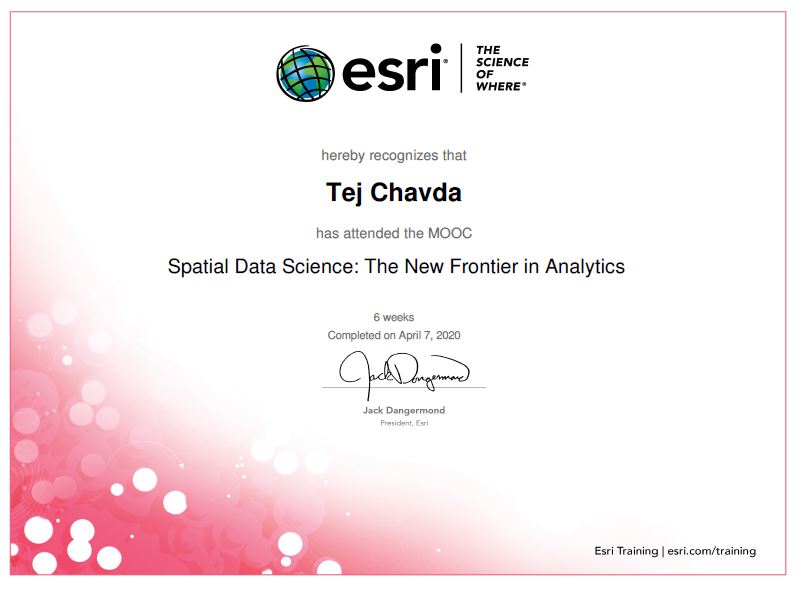 esri®
THE
SCIENCE
OF
WHERE®
hereby recognizes that
Tej Chavda
has attended the MOOC
Spatial Data Science: The New Frontier in Analytics
6 weeks
Completed on April 7, 2020
Jack Dangermond
Jack Dangermond
President, Esri
Esri Training | esri.com/training